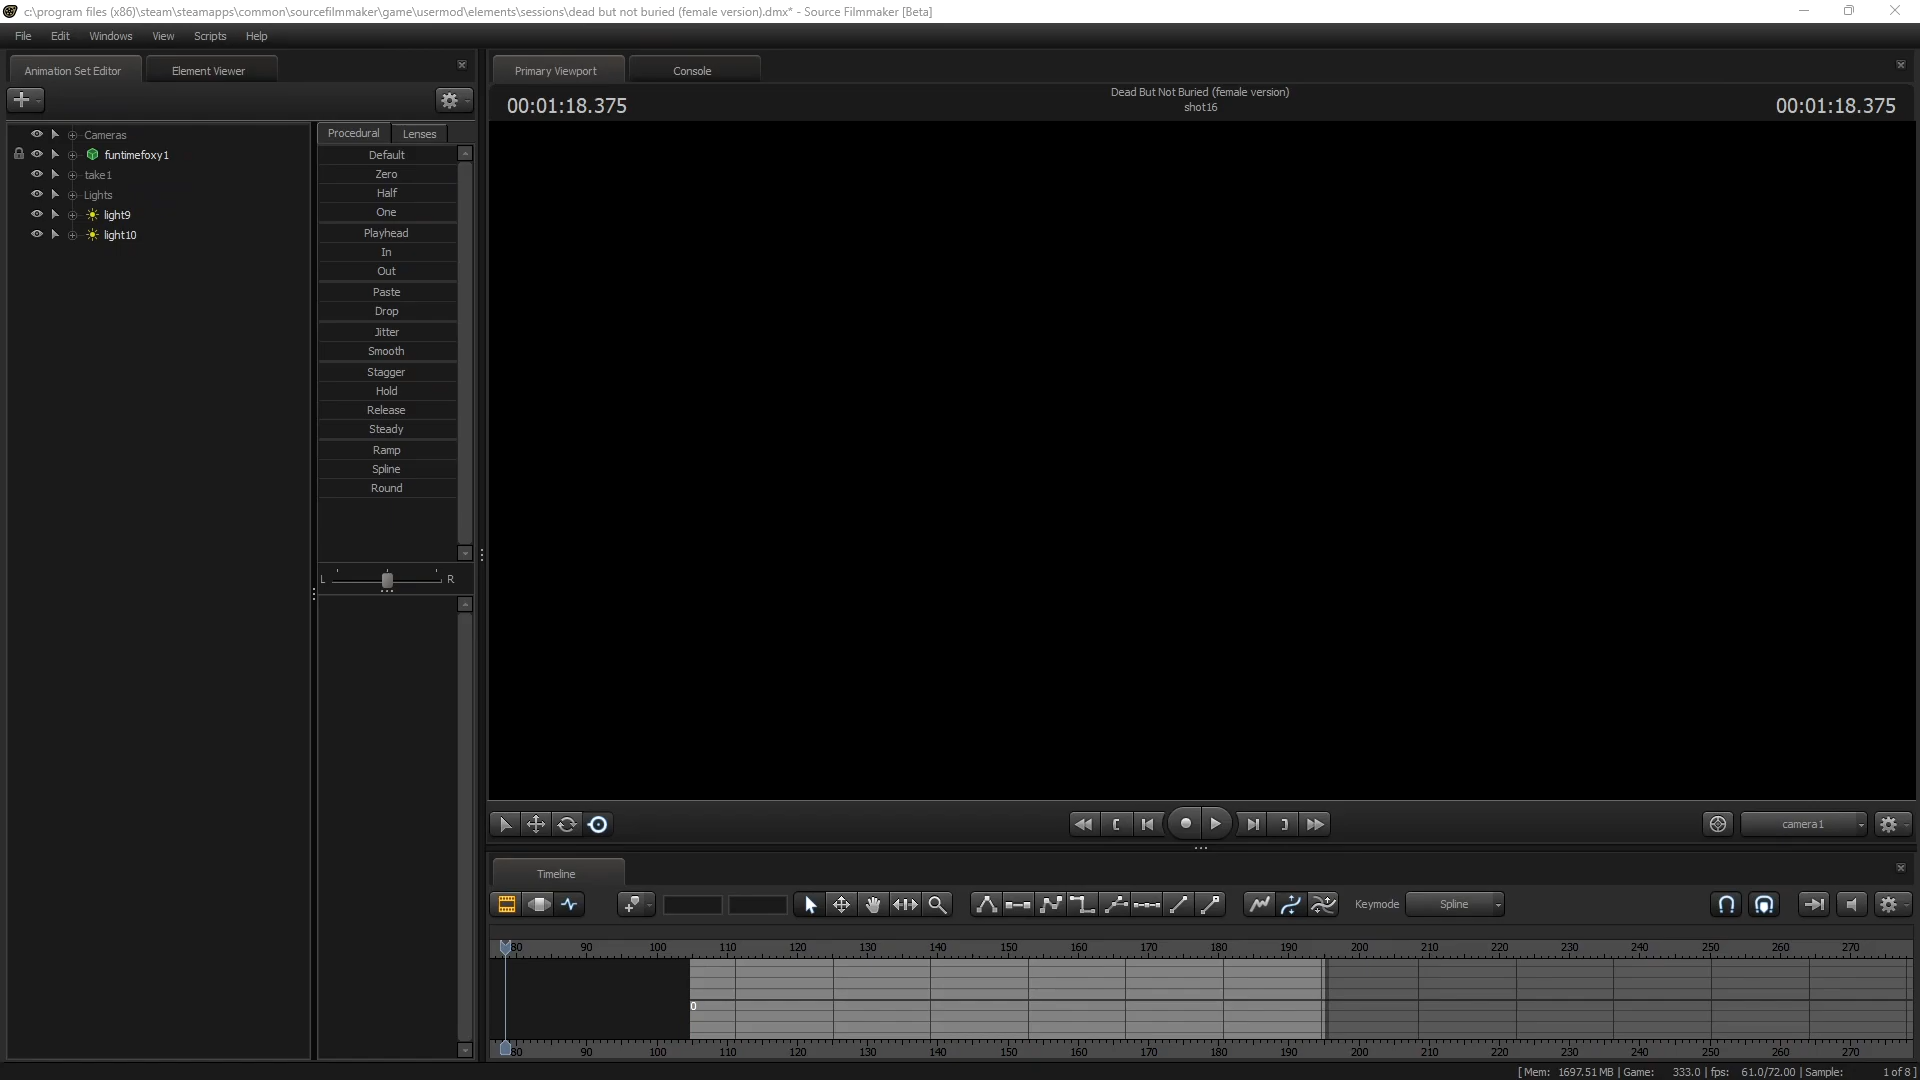 c:\program files (x86)\steam\steamapps\common\sourcefilmmaker\game\usermod\elements\sessions\dead but not buried (female version).dmx* - Source Filmmaker [Beta]
File Edit Windows View Scripts Help
Animation Set Editor Element Viewer
Primary Viewport Console
00:01:18.375
Dead But Not Buried (female version)
shot16
00:01:18.375
Cameras
funtimefoxy1
take1
Lights
light9
light10
Procedural Lenses
Default
Zero
Half
One
Playhead
In
Out
Paste
Drop
Jitter
Smooth
Stagger
Hold
Release
Steady
Ramp
Spline
Round
L R
camera1
Timeline
Keymode Spline
80 90 100 110 120 130 140 150 160 170 180 190 200 210 220 230 240 250 260 270
0
80 90 100 110 120 130 140 150 160 170 180 190 200 210 220 230 240 250 260 270
[ Mem: 1697.51 MB | Game: 333.0 | fps: 61.0/72.00 | Sample: 1 of 8 ]